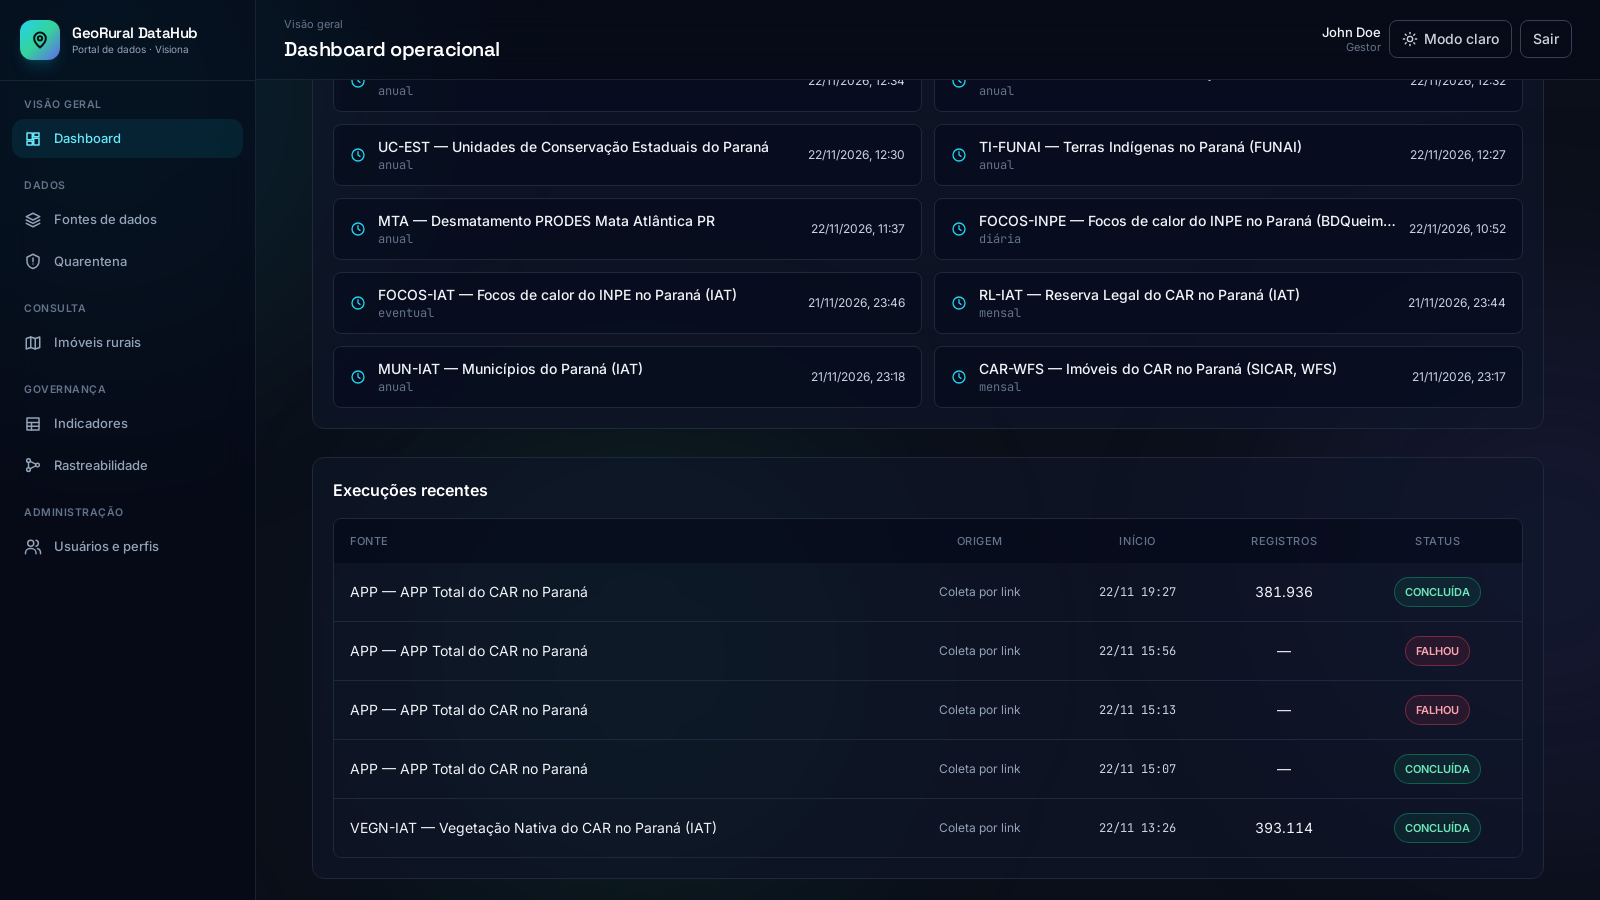 GeoRural DataHub
Portal de dados · Visiona
VISÃO GERAL
Dashboard
DADOS
Fontes de dados
Quarentena
CONSULTA
Imóveis rurais
GOVERNANÇA
Indicadores
Rastreabilidade
ADMINISTRAÇÃO
Usuários e perfis
Visão geral
Dashboard operacional
John Doe
Gestor
Modo claro
Sair
22/11/2026, 12:34
anual
22/11/2026, 12:32
anual
UC-EST — Unidades de Conservação Estaduais do Paraná
anual
22/11/2026, 12:30
TI-FUNAI — Terras Indígenas no Paraná (FUNAI)
anual
22/11/2026, 12:27
MTA — Desmatamento PRODES Mata Atlântica PR
anual
22/11/2026, 11:37
FOCOS-INPE — Focos de calor do INPE no Paraná (BDQueim...
diária
22/11/2026, 10:52
FOCOS-IAT — Focos de calor do INPE no Paraná (IAT)
eventual
21/11/2026, 23:46
RL-IAT — Reserva Legal do CAR no Paraná (IAT)
mensal
21/11/2026, 23:44
MUN-IAT — Municípios do Paraná (IAT)
anual
21/11/2026, 23:18
CAR-WFS — Imóveis do CAR no Paraná (SICAR, WFS)
mensal
21/11/2026, 23:17
Execuções recentes
FONTE ORIGEM INÍCIO REGISTROS STATUS
APP — APP Total do CAR no Paraná Coleta por link 22/11 19:27 381.936 CONCLUÍDA
APP — APP Total do CAR no Paraná Coleta por link 22/11 15:56 — FALHOU
APP — APP Total do CAR no Paraná Coleta por link 22/11 15:13 — FALHOU
APP — APP Total do CAR no Paraná Coleta por link 22/11 15:07 — CONCLUÍDA
VEGN-IAT — Vegetação Nativa do CAR no Paraná (IAT) Coleta por link 22/11 13:26 393.114 CONCLUÍDA